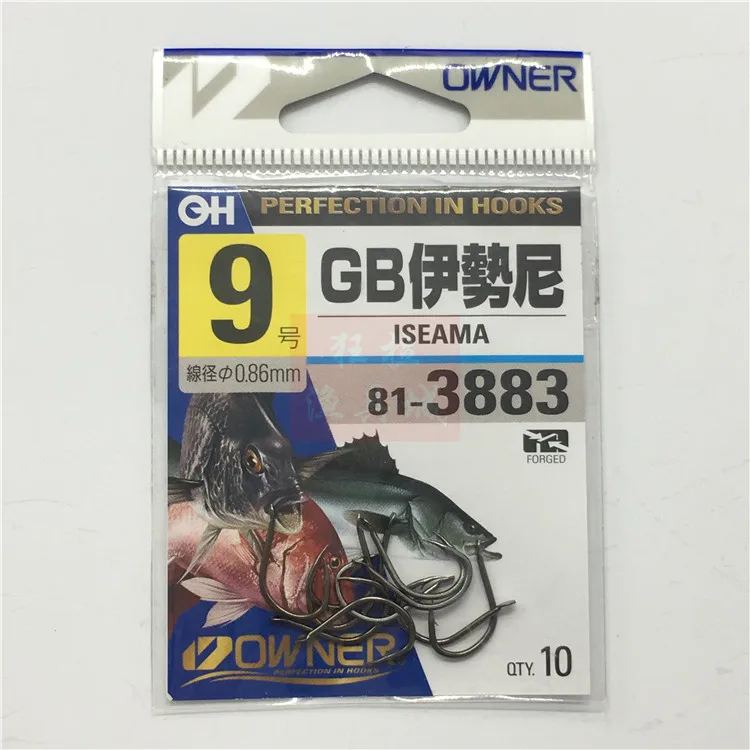 OWNER
OH PERFECTION IN HOOKS
9号
線径Φ0.86mm
GB伊勢尼
ISEAMA
81-3883
FORGED
OWNER
PERFECTION IN HOOKS
QTY. 10